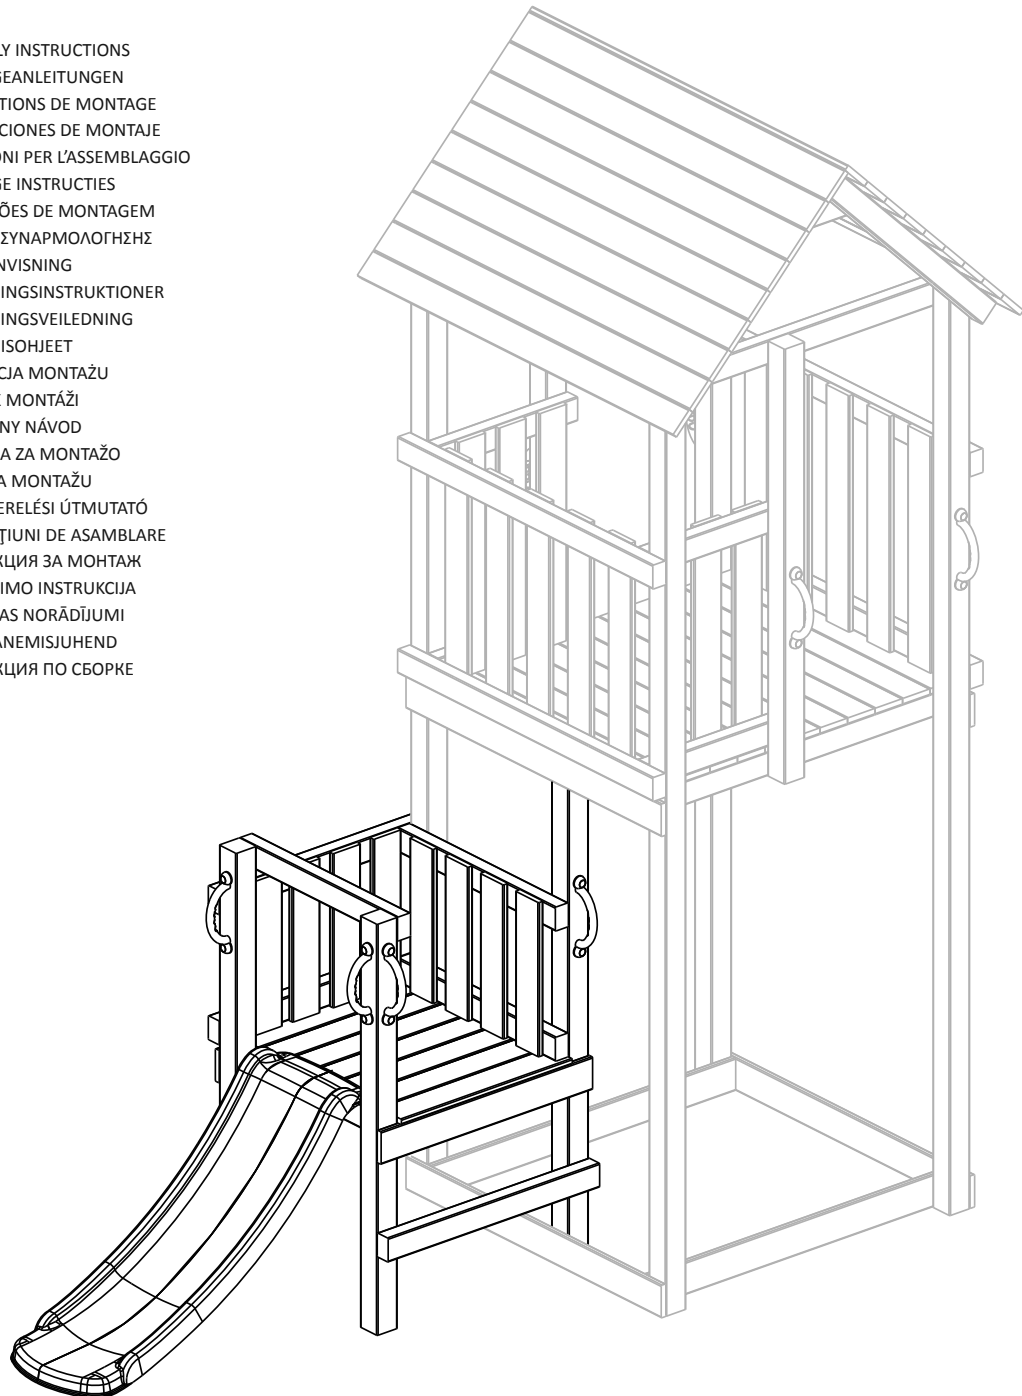 LY INSTRUCTIONS
GEANLEITUNGEN
TIONS DE MONTAGE
CIONES DE MONTAJE
ONI PER L’ASSEMBLAGGIO
GE INSTRUCTIES
ÕES DE MONTAGEM
ΣΥΝΑΡΜΟΛΟΓΗΣΗΣ
NVISNING
INGSINSTRUKTIONER
INGSVEILEDNING
ISOHJEET
CJA MONTAŻU
K MONTÁŽI
NY NÁVOD
A ZA MONTAŽO
A MONTAŽU
ERELÉSI ÚTMUTATÓ
ŢIUNI DE ASAMBLARE
КЦИЯ ЗА МОНТАЖ
IMO INSTRUKCIJA
AS NORĀDĪJUMI
ANEMISJUHEND
КЦИЯ ПО СБОРКЕ